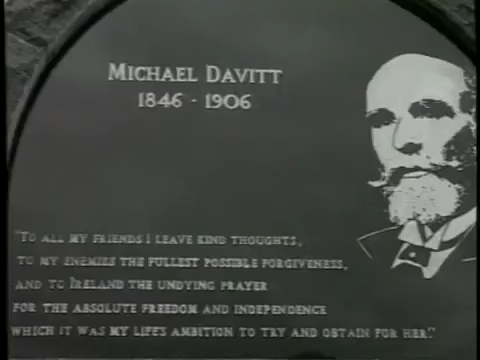 MICHAEL DAVITT
1846 - 1906
"TO ALL MY FRIENDS I LEAVE KIND THOUGHTS,
TO MY ENEMIES THE FULLEST POSSIBLE FORGIVENESS,
AND TO IRELAND THE UNDYING PRAYER
FOR THE ABSOLUTE FREEDOM AND INDEPENDENCE
WHICH IT WAS MY LIFE'S AMBITION TO TRY AND OBTAIN FOR HER."